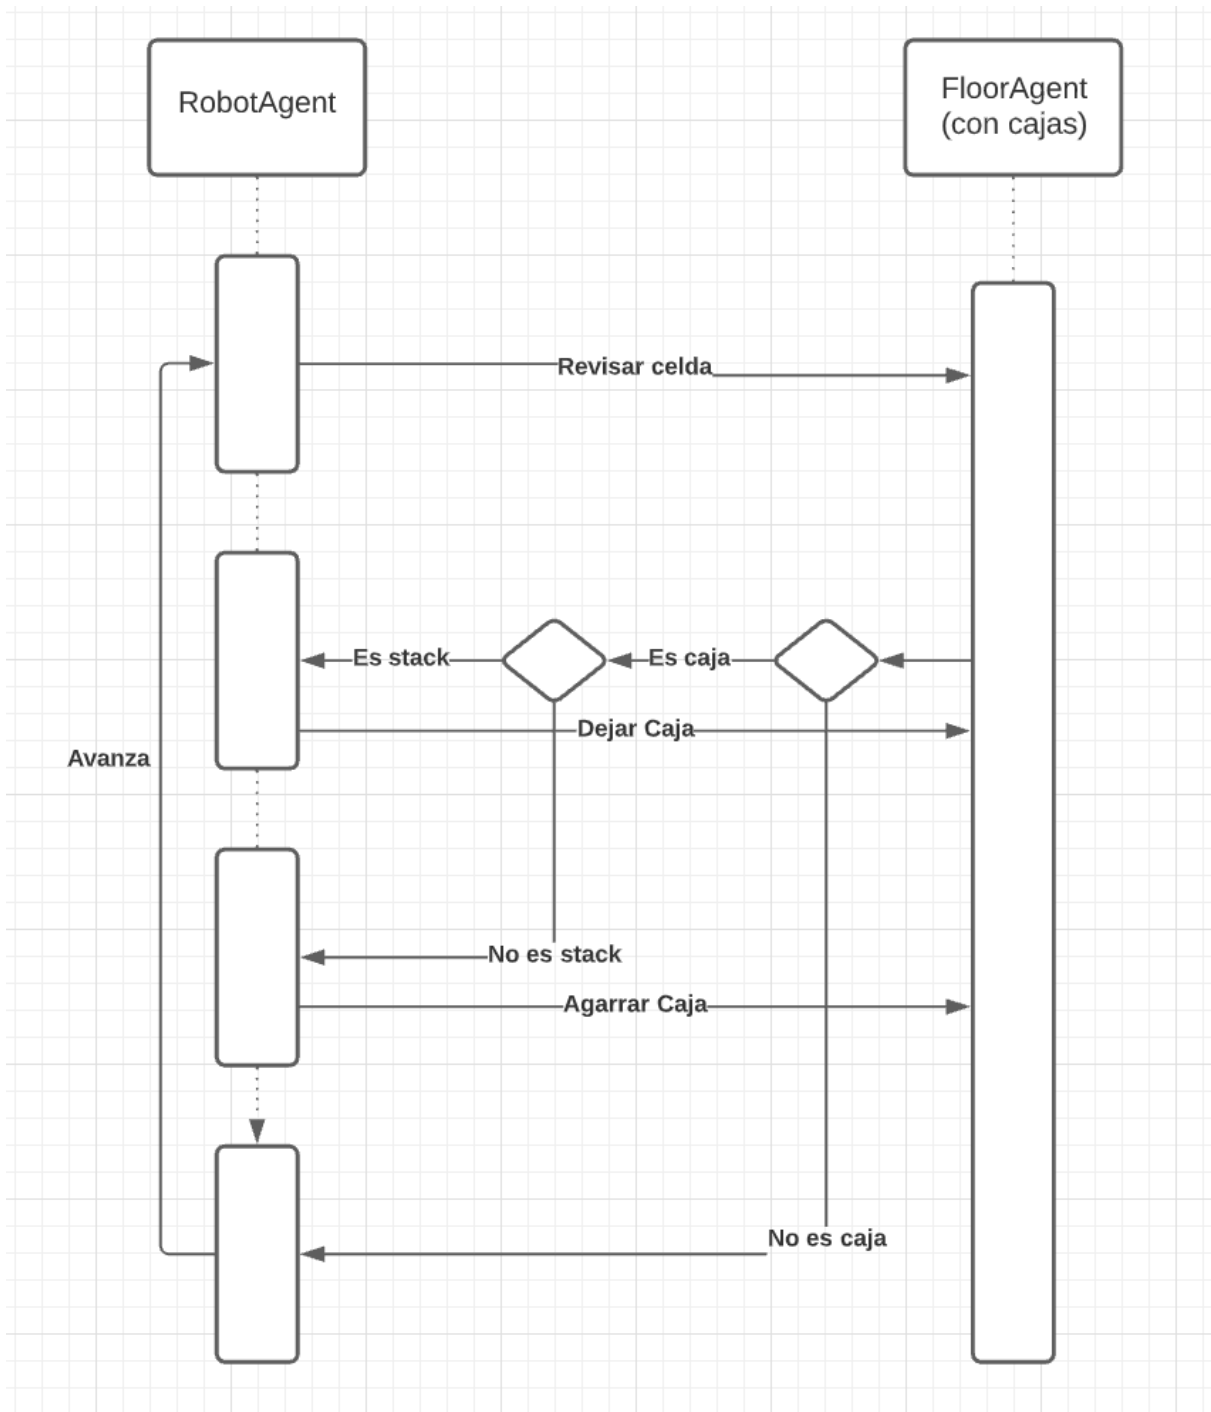 RobotAgent
FloorAgent
(con cajas)
Revisar celda
Es stack
Es caja
Dejar Caja
Avanza
No es stack
Agarrar Caja
No es caja